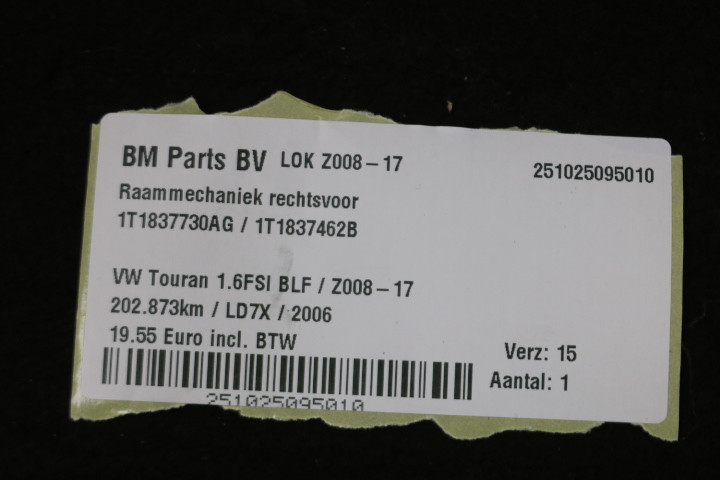 BM Parts BV LOK Z008-17 251025095010
Raammechaniek rechtsvoor
1T1837730AG / 1T1837462B
VW Touran 1.6FSI BLF / Z008-17
202.873km / LD7X / 2006
19.55 Euro incl. BTW
Verz: 15
Aantal: 1
251025095010